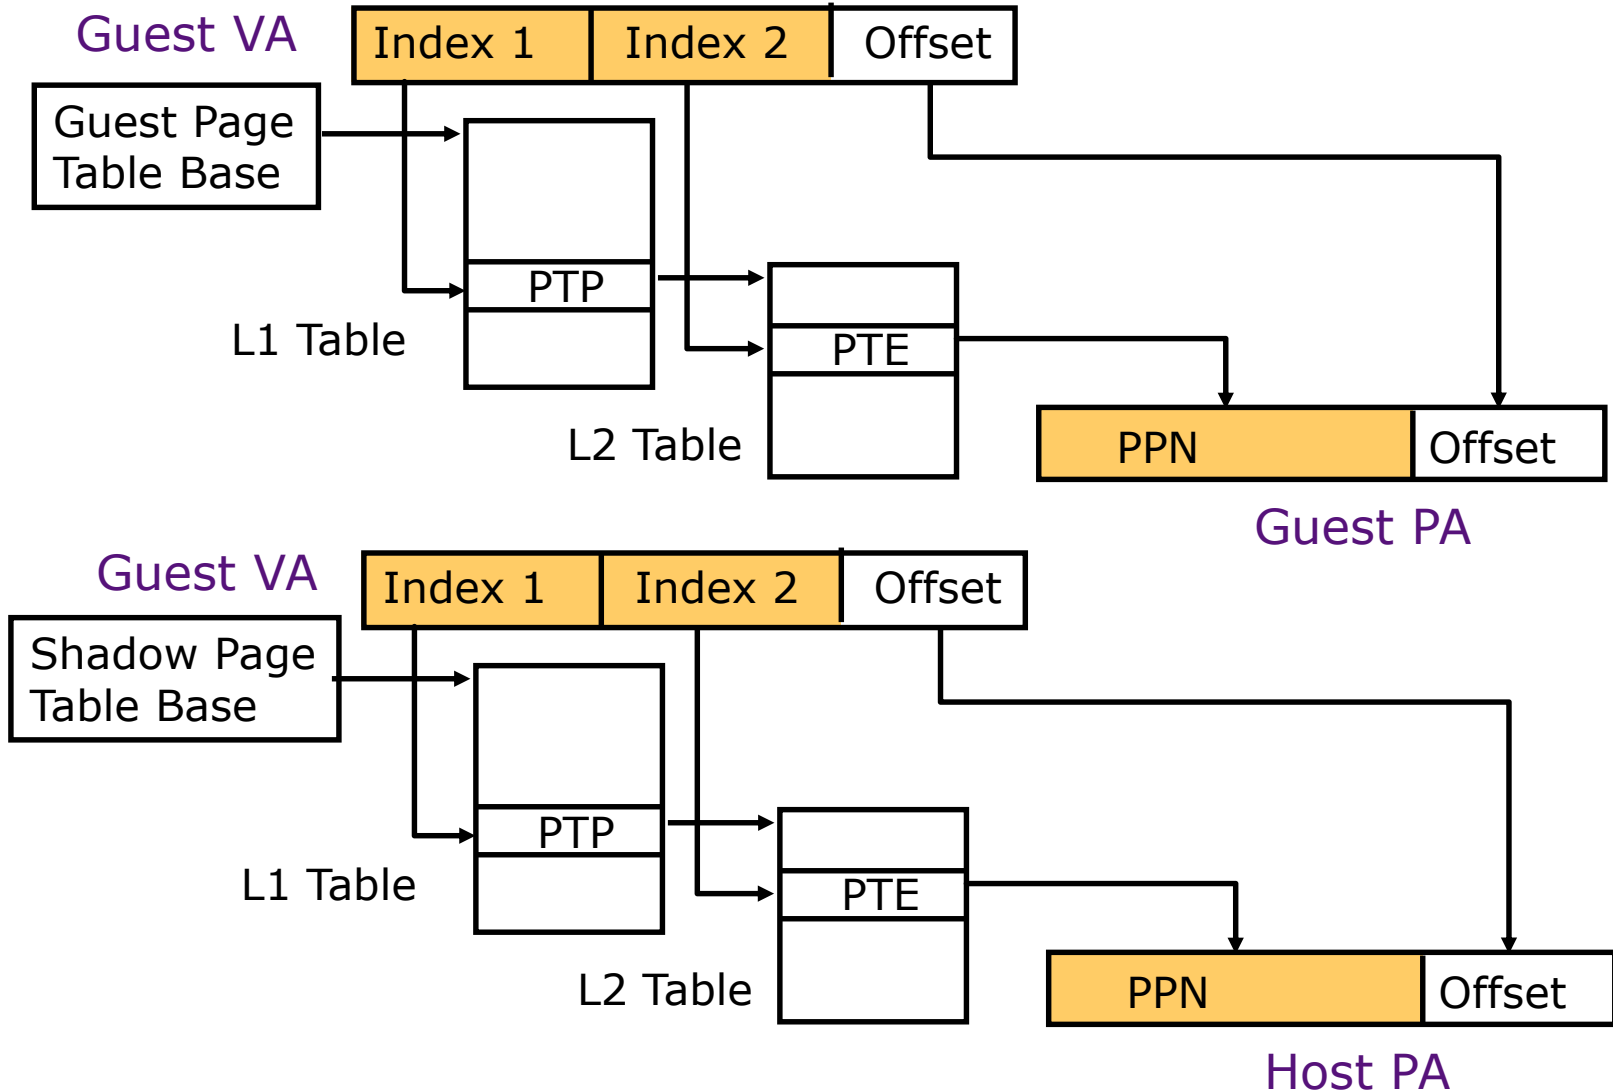 Guest VA
Index 1
Index 2
Offset
Guest Page
Table Base
PTP
L1 Table
PTE
L2 Table
PPN
Offset
Guest PA
Guest VA
Index 1
Index 2
Offset
Shadow Page
Table Base
PTP
L1 Table
PTE
L2 Table
PPN
Offset
Host PA